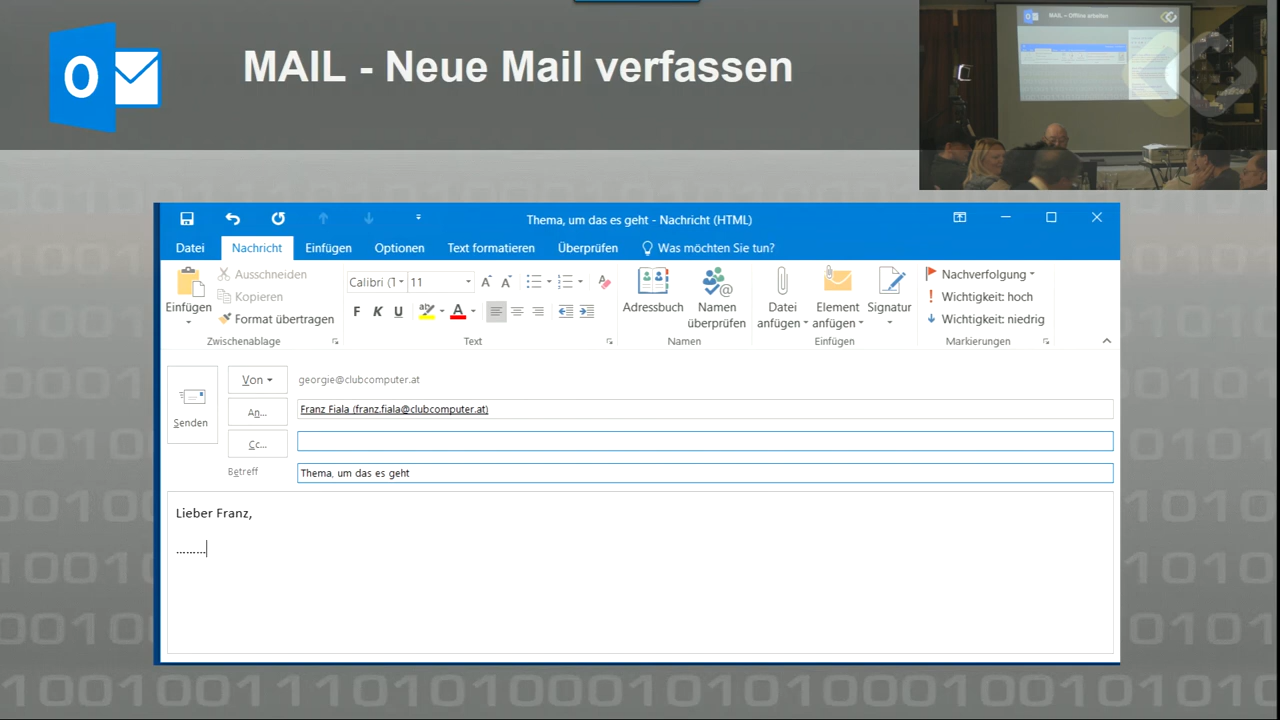 MAIL - Neue Mail verfassen
MAIL – Offline arbeiten
Thema, um das es geht - Nachricht (HTML)
Datei Nachricht Einfügen Optionen Text formatieren Überprüfen Was möchten Sie tun?
Einfügen
Ausschneiden
Kopieren
Format übertragen
Zwischenablage
Calibri (T 11
F K U
Text
Adressbuch
Namen überprüfen
Namen
Datei anfügen
Element anfügen
Signatur
Einfügen
Nachverfolgung
Wichtigkeit: hoch
Wichtigkeit: niedrig
Markierungen
Senden
Von georgie@clubcomputer.at
An... Franz Fiala (franz.fiala@clubcomputer.at)
Cc...
Betreff Thema, um das es geht
Lieber Franz,
.........